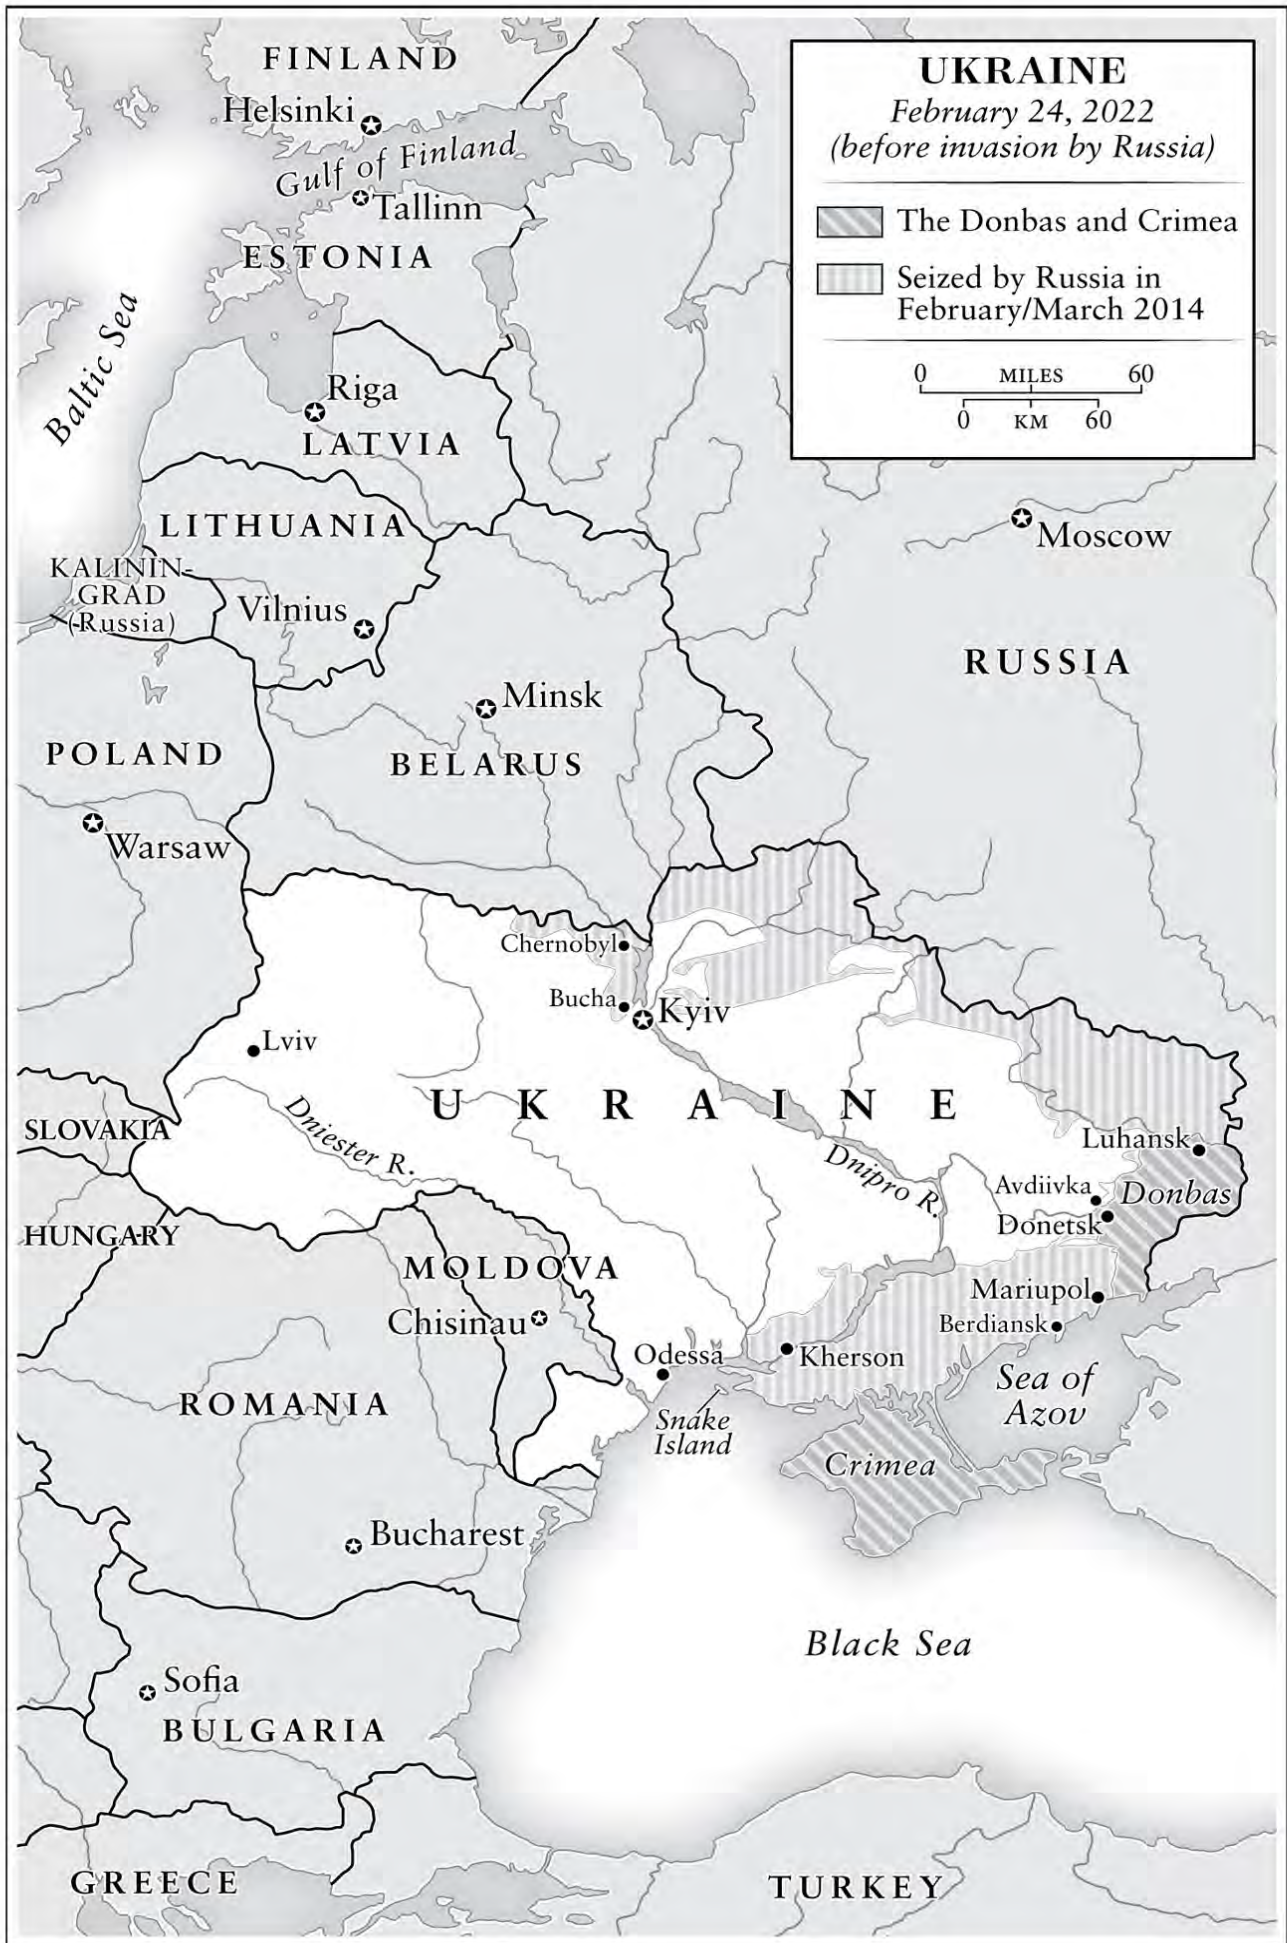 UKRAINE
February 24, 2022
(before invasion by Russia)
The Donbas and Crimea
Seized by Russia in
February/March 2014
0 MILES 60
0 KM 60
FINLAND
Helsinki
Gulf of Finland
Tallinn
ESTONIA
Baltic Sea
Riga
LATVIA
LITHUANIA
Moscow
KALININ-
GRAD
(Russia)
Vilnius
RUSSIA
Minsk
POLAND
BELARUS
Warsaw
Chernobyl
Bucha
Kyiv
Lviv
UKRAINE
Dniester R.
SLOVAKIA
Luhansk
Dnipro R.
Avdiivka
Donbas
Donetsk
HUNGARY
MOLDOVA
Mariupol
Chisinau
Berdiansk
Odessa
Kherson
Sea of
Azov
ROMANIA
Snake
Island
Crimea
Bucharest
Black Sea
Sofia
BULGARIA
GREECE
TURKEY